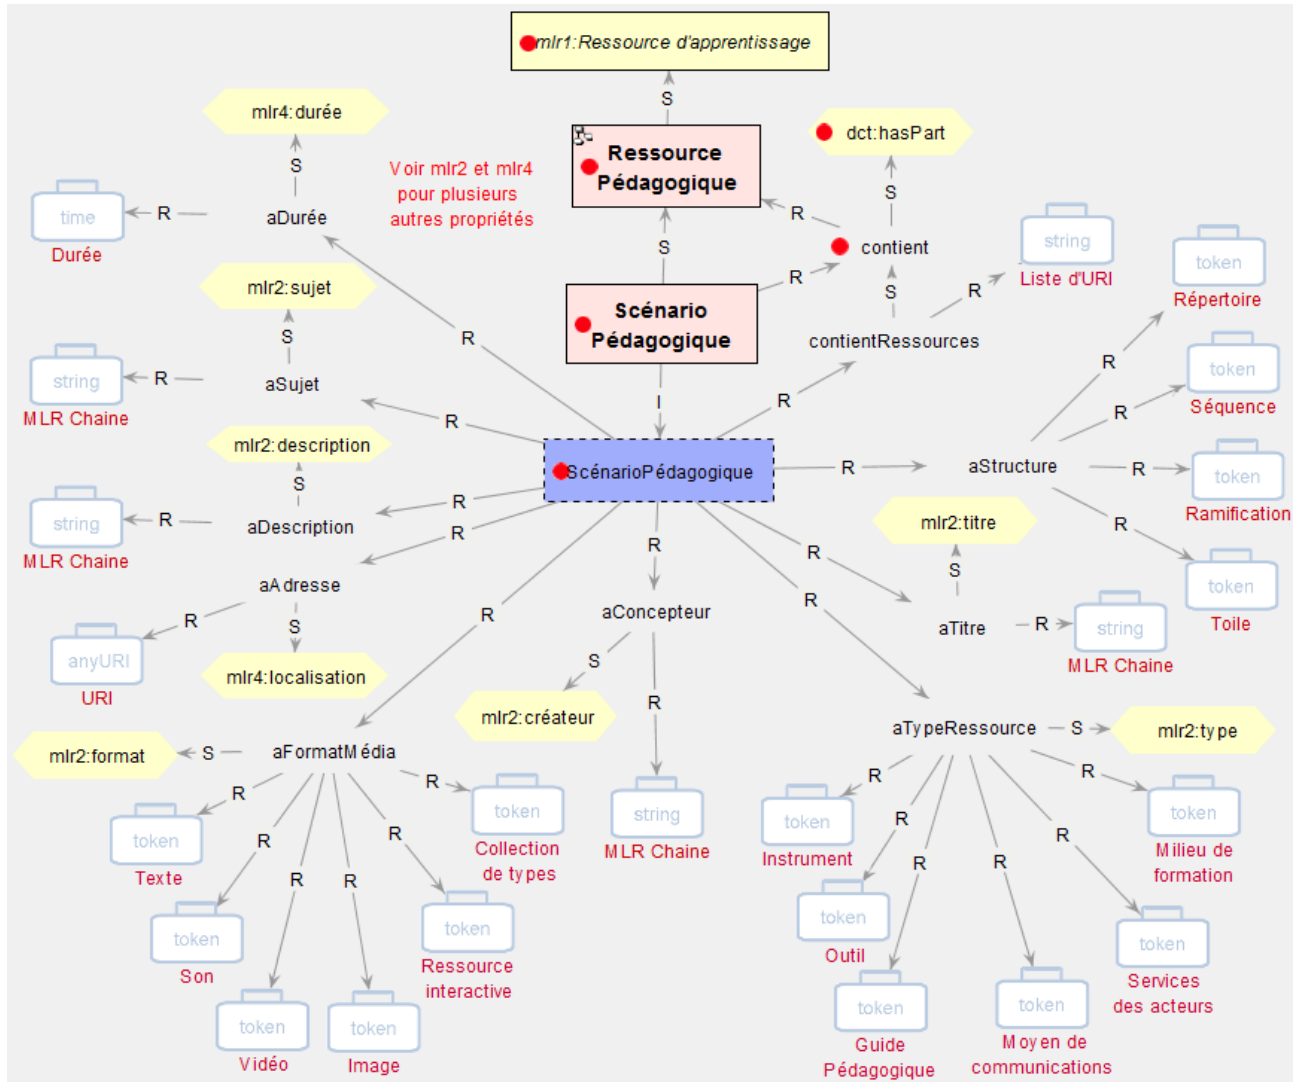 mlr1:Ressource d'apprentissage
S
mlr4:durée
S
Voir mlr2 et mlr4
pour plusieurs
autres propriétés
Ressource
Pédagogique
dct:hasPart
S
R
time
Durée
R
aDurée
S
contient
string
Liste d'URI
token
Répertoire
mlr2:sujet
S
R
S
R
Scénario
Pédagogique
R
contientRessources
string
MLR Chaine
R
aSujet
I
R
R
token
Séquence
R
R
mlr2:description
S
ScénarioPédagogique
R
aStructure
R
token
Ramification
string
MLR Chaine
R
aDescription
R
R
mlr2:titre
S
R
token
Toile
aAdresse
R
S
R
R
R
aConcepteur
R
R
aTitre
R
string
MLR Chaine
anyURI
URI
mlr4:localisation
S
R
mlr2:créateur
mlr2:format
S
aFormatMédia
aTypeRessource
S
mlr2:type
R
R
R
R
R
R
token
Texte
token
Collection
de types
string
MLR Chaine
token
Instrument
token
Milieu de
formation
R
R
R
R
R
R
R
R
token
Son
token
Ressource
interactive
token
Outil
token
Services
des acteurs
token
Vidéo
token
Image
token
Guide
Pédagogique
token
Moyen de
communications